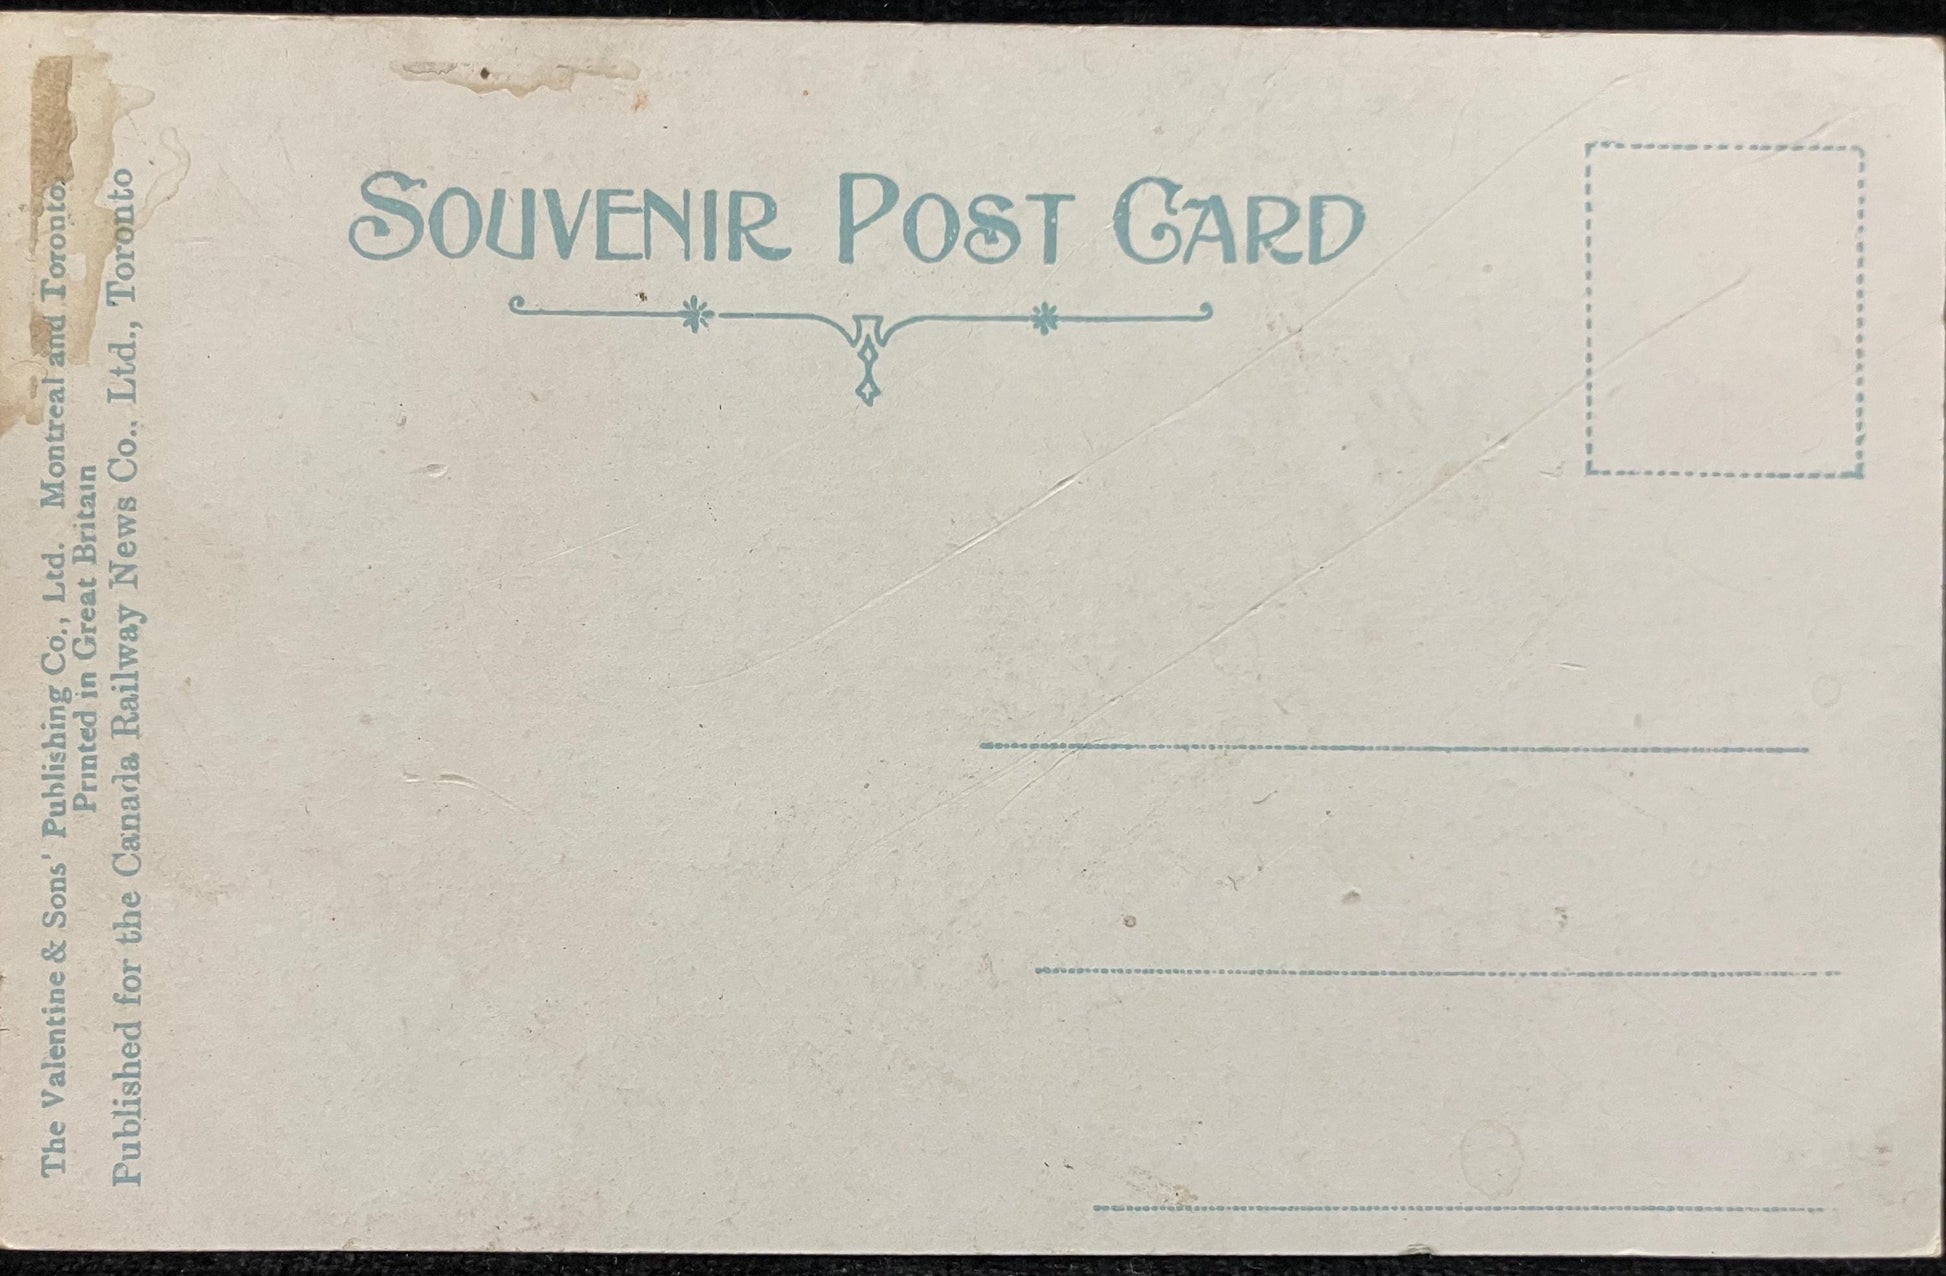 SOUVENIR POST CARD
The Valentine & Sons' Publishing Co., Ltd. Montreal and Toronto.
Printed in Great Britain
Published for the Canada Railway News Co., Ltd., Toronto